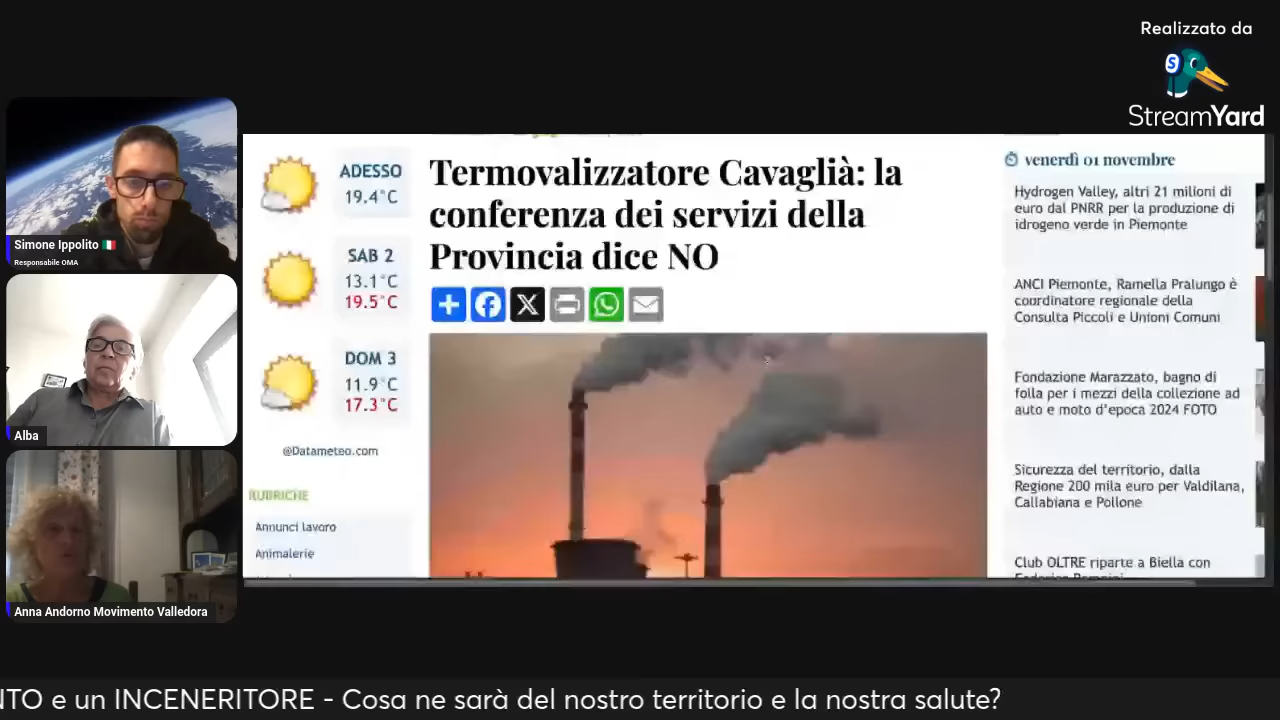 Realizzato da
S
StreamYard
Simone Ippolito
Responsabile OMA
Alba
Anna Andorno Movimento Valledora
ADESSO
19.4°C
SAB 2
13.1°C
19.5°C
DOM 3
11.9°C
17.3°C
@Datameteo.com
RUBRICHE
Annunci lavoro
Animalerie
Termovalizzatore Cavaglià: la
conferenza dei servizi della
Provincia dice NO
venerdì 01 novembre
Hydrogen Valley, altri 21 milioni di
euro dal PNRR per la produzione di
idrogeno verde in Piemonte
ANCI Piemonte, Ramella Pralungo è
coordinatore regionale della
Consulta Piccoli e Unioni Comuni
Fondazione Marazzato, bagno di
folla per i mezzi della collezione ad
auto e moto d'epoca 2024 FOTO
Sicurezza del territorio, dalla
Regione 200 mila euro per Valdilana,
Callabiana e Pollone
Club OLTRE riparte a Biella con
NTO e un INCENERITORE - Cosa ne sarà del nostro territorio e la nostra salute?